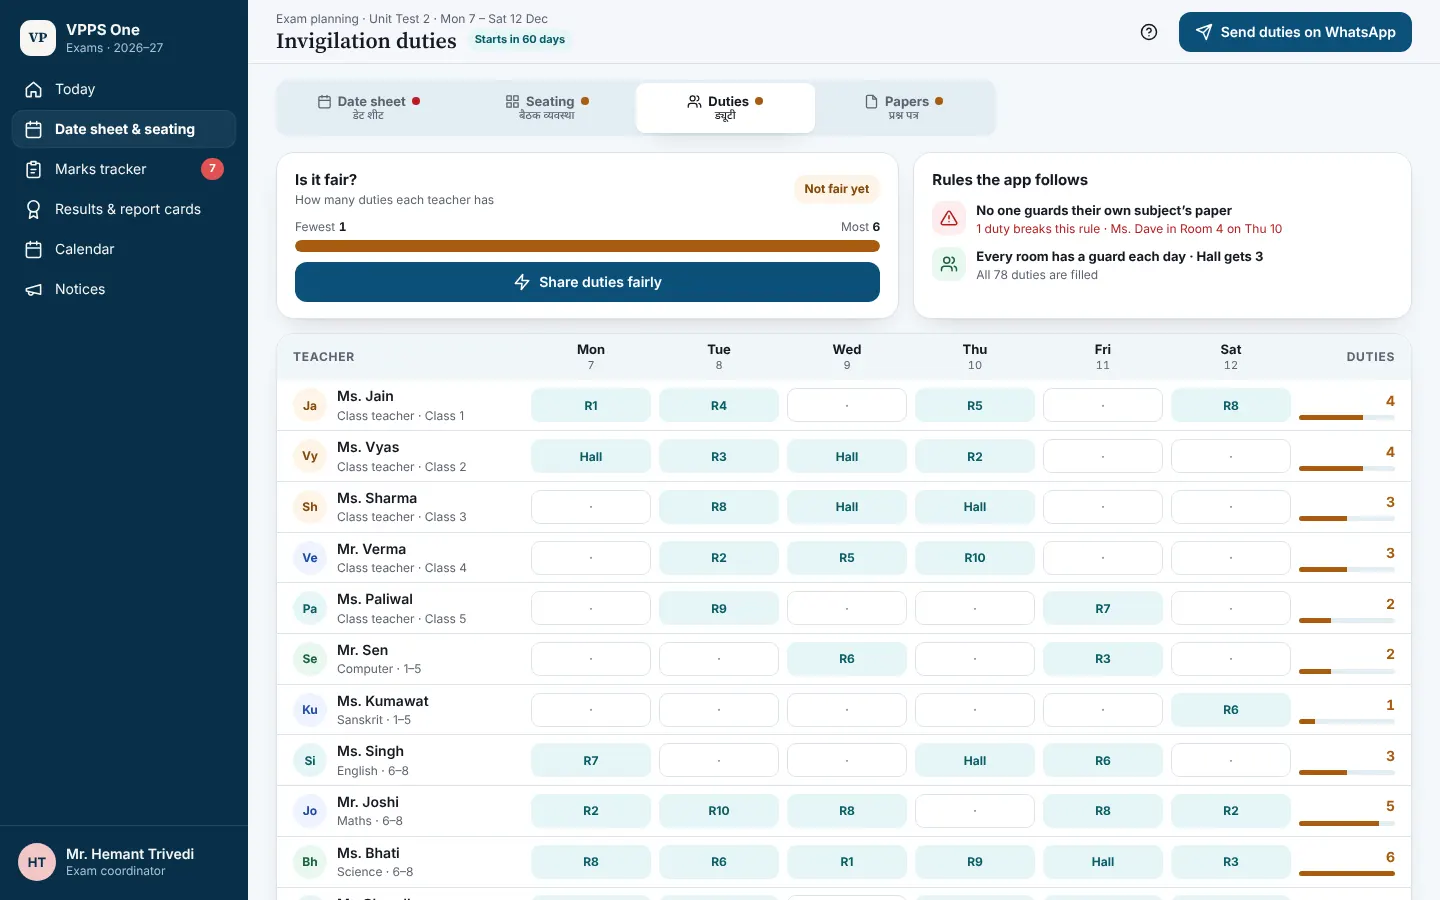 VP
VPPS One
Exams · 2026–27
Today
Date sheet & seating
Marks tracker
7
Results & report cards
Calendar
Notices
HT
Mr. Hemant Trivedi
Exam coordinator
Exam planning · Unit Test 2 · Mon 7 – Sat 12 Dec
Invigilation duties
Starts in 60 days
Send duties on WhatsApp
Date sheet
डेट शीट
Seating
बैठक व्यवस्था
Duties
ड्यूटी
Papers
प्रश्न पत्र
Is it fair?
How many duties each teacher has
Not fair yet
Fewest 1
Most 6
Share duties fairly
Rules the app follows
No one guards their own subject’s paper
1 duty breaks this rule · Ms. Dave in Room 4 on Thu 10
Every room has a guard each day · Hall gets 3
All 78 duties are filled
TEACHER Mon 7 Tue 8 Wed 9 Thu 10 Fri 11 Sat 12 DUTIES
Ja Ms. Jain R1 R4 · R5 · R8 4
Class teacher · Class 1
Vy Ms. Vyas Hall R3 Hall R2 · · 4
Class teacher · Class 2
Sh Ms. Sharma · R8 Hall Hall · · 3
Class teacher · Class 3
Ve Mr. Verma · R2 R5 R10 · · 3
Class teacher · Class 4
Pa Ms. Paliwal · R9 · · R7 · 2
Class teacher · Class 5
Se Mr. Sen · · R6 · R3 · 2
Computer · 1–5
Ku Ms. Kumawat · · · · · R6 1
Sanskrit · 1–5
Si Ms. Singh R7 · · Hall R6 · 3
English · 6–8
Jo Mr. Joshi R2 R10 R8 · R8 R2 5
Maths · 6–8
Bh Ms. Bhati R8 R6 R1 R9 Hall R3 6
Science · 6–8